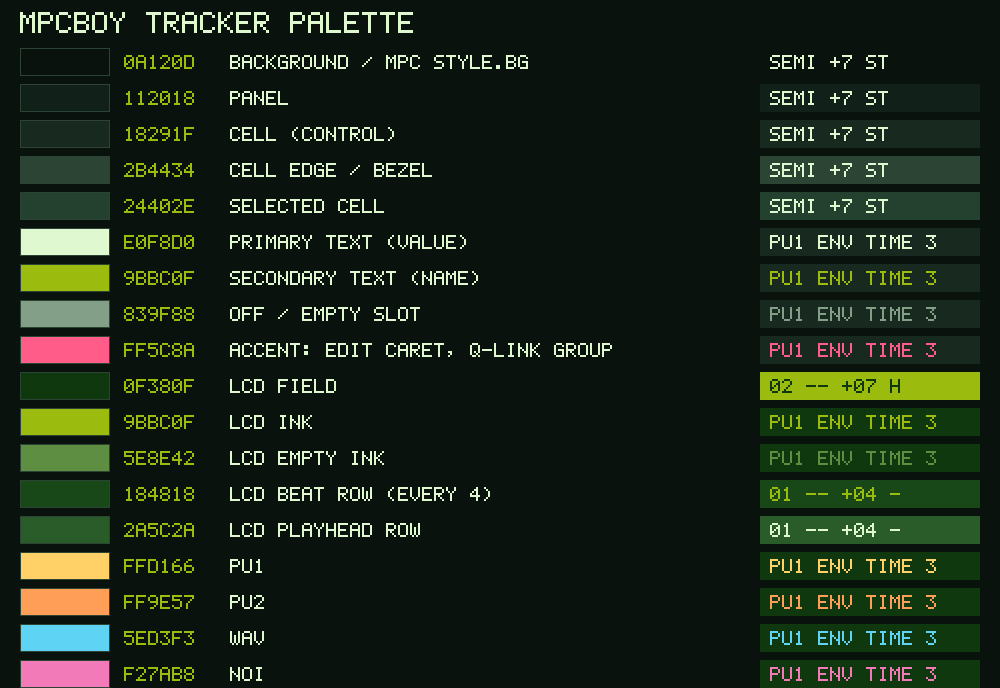 MPCBOY TRACKER PALETTE
0A120D BACKGROUND / MPC STYLE.BG SEMI +7 ST
112018 PANEL SEMI +7 ST
18291F CELL (CONTROL) SEMI +7 ST
2B4434 CELL EDGE / BEZEL SEMI +7 ST
24402E SELECTED CELL SEMI +7 ST
E0F8D0 PRIMARY TEXT (VALUE) PU1 ENV TIME 3
9BBC0F SECONDARY TEXT (NAME) PU1 ENV TIME 3
839F88 OFF / EMPTY SLOT PU1 ENV TIME 3
FF5C8A ACCENT: EDIT CARET, Q-LINK GROUP PU1 ENV TIME 3
0F380F LCD FIELD 02 -- +07 H
9BBC0F LCD INK PU1 ENV TIME 3
5E8E42 LCD EMPTY INK PU1 ENV TIME 3
184818 LCD BEAT ROW (EVERY 4) 01 -- +04 -
2A5C2A LCD PLAYHEAD ROW 01 -- +04 -
FFD166 PU1 PU1 ENV TIME 3
FF9E57 PU2 PU1 ENV TIME 3
5ED3F3 WAV PU1 ENV TIME 3
F27AB8 NOI PU1 ENV TIME 3